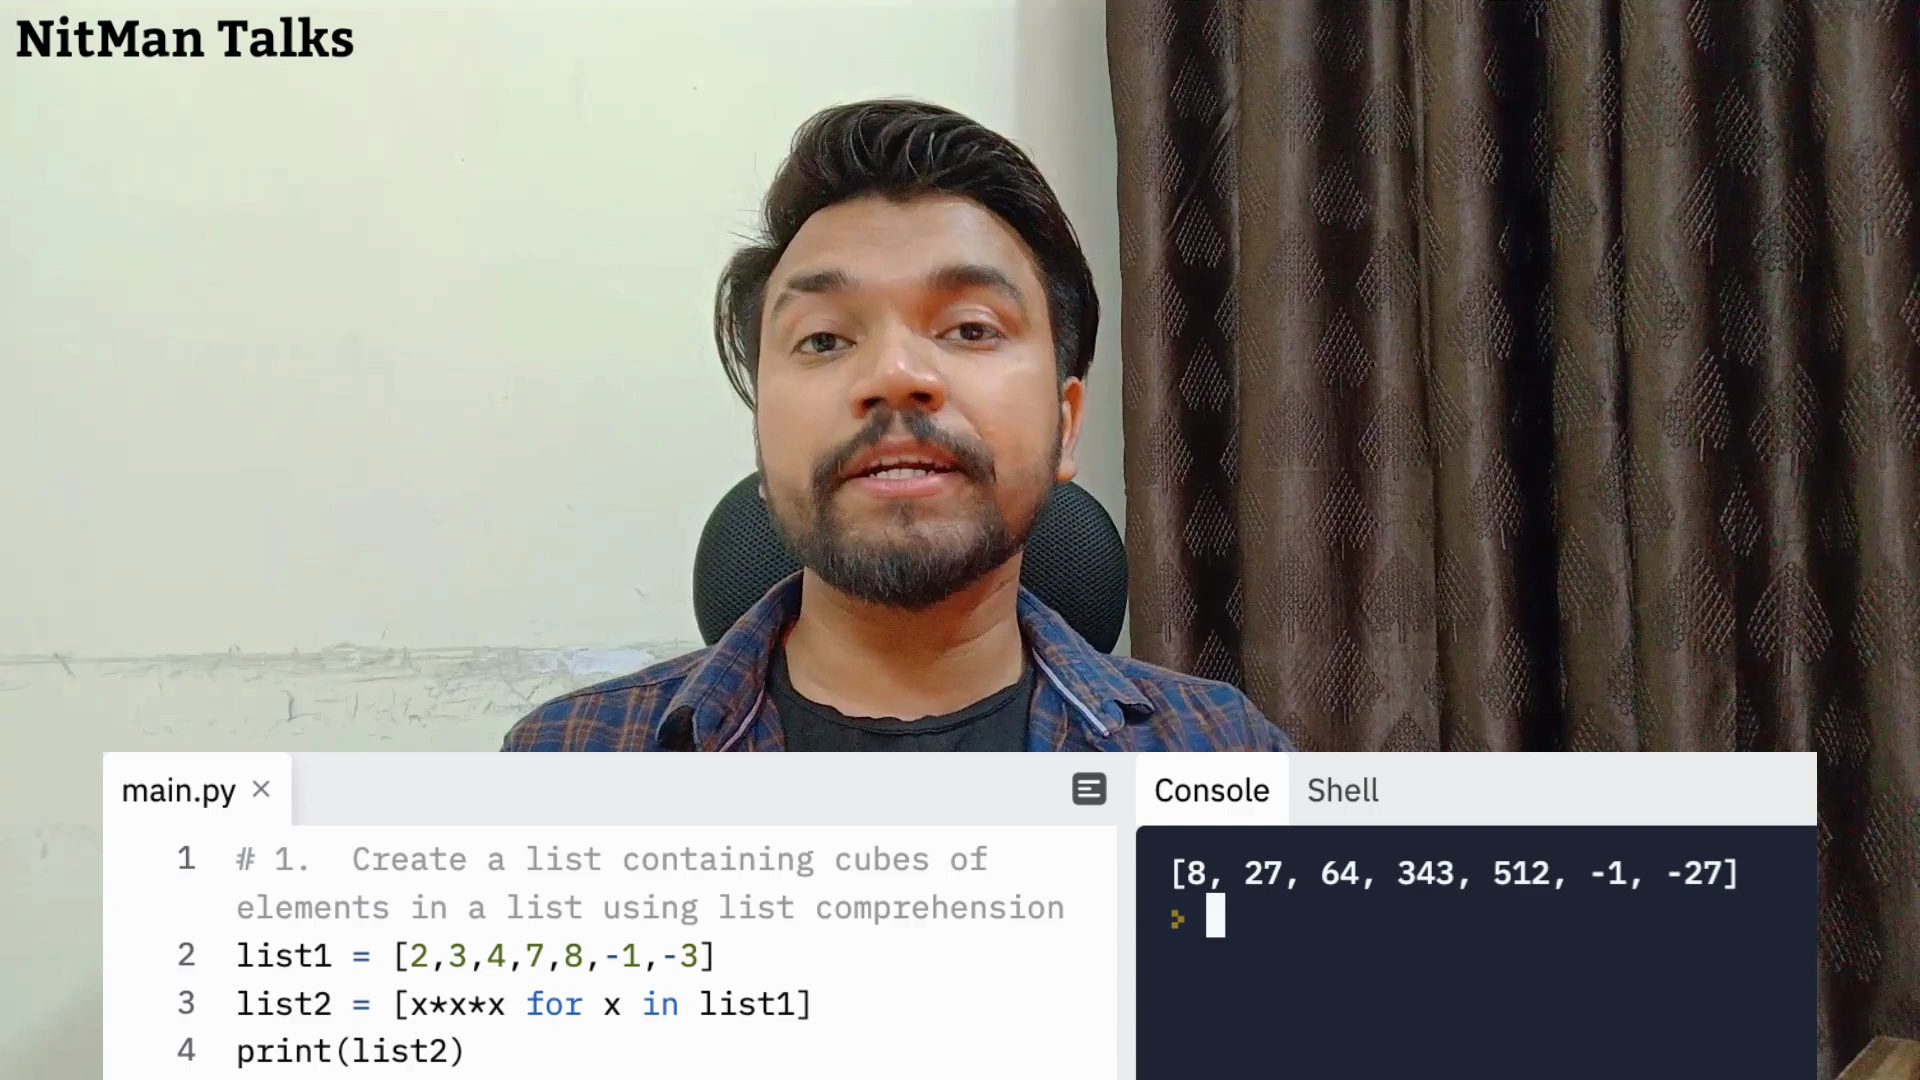 NitMan Talks
main.py ×
1 # 1.  Create a list containing cubes of
elements in a list using list comprehension
2 list1 = [2,3,4,7,8,-1,-3]
3 list2 = [x*x*x for x in list1]
4 print(list2)
Console Shell
[8, 27, 64, 343, 512, -1, -27]